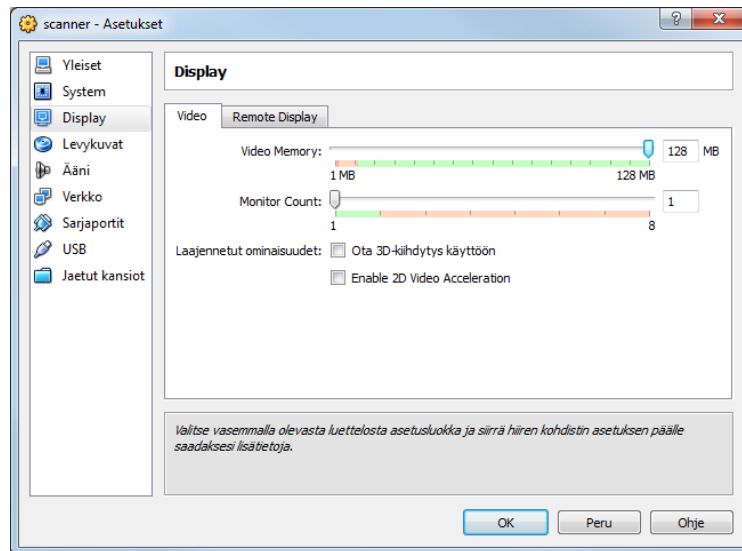 scanner - Asetukset
?
X
Yleiset
System
Display
Levykuvat
Ääni
Verkko
Sarjaportit
USB
Jaetut kansiot
Display
Video
Remote Display
Video Memory:
128 MB
1 MB
128 MB
Monitor Count:
1
1
8
Laajennetut ominaisuudet:
Ota 3D-kiihdytys käyttöön
Enable 2D Video Acceleration
Valitse vasemmalla olevasta luettelosta asetusluokka ja siirrä hiiren kohdistin asetuksen päälle
saadaksesi lisätietoja.
OK
Peru
Ohje